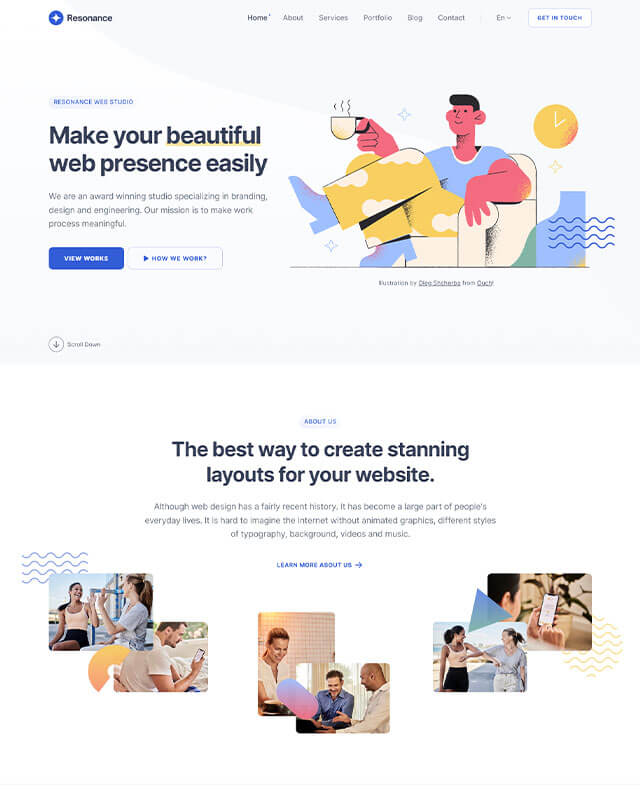 Resonance
Home About Services Portfolio Blog Contact En GET IN TOUCH
RESONANCE WEB STUDIO
Make your beautiful
web presence easily
We are an award winning studio specializing in branding,
design and engineering. Our mission is to make work
process meaningful.
VIEW WORKS HOW WE WORK?
Illustration by Oleg Shcherba from Ouch!
Scroll Down
ABOUT US
The best way to create stanning
layouts for your website.
Although web design has a fairly recent history. It has become a large part of people's
everyday lives. It is hard to imagine the Internet without animated graphics, different styles
of typography, background, videos and music.
LEARN MORE ABOUT US